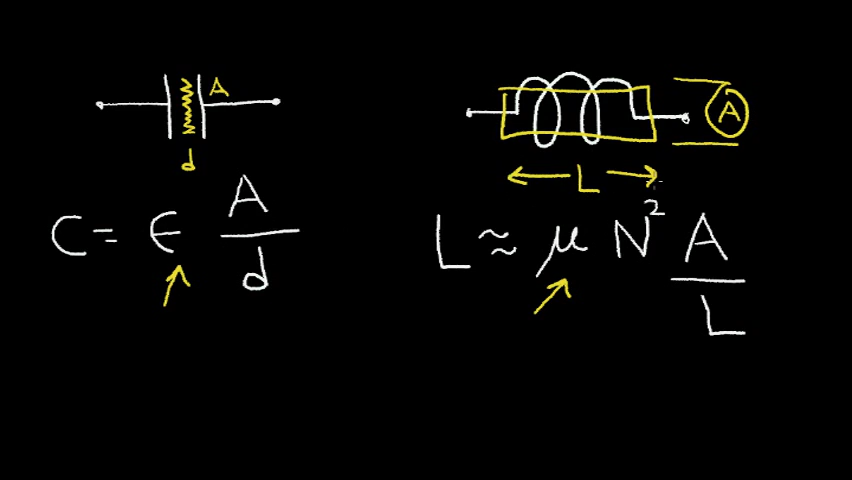 A
d
C = ϵ A / d
A
L
L ≈ μ N² A / L